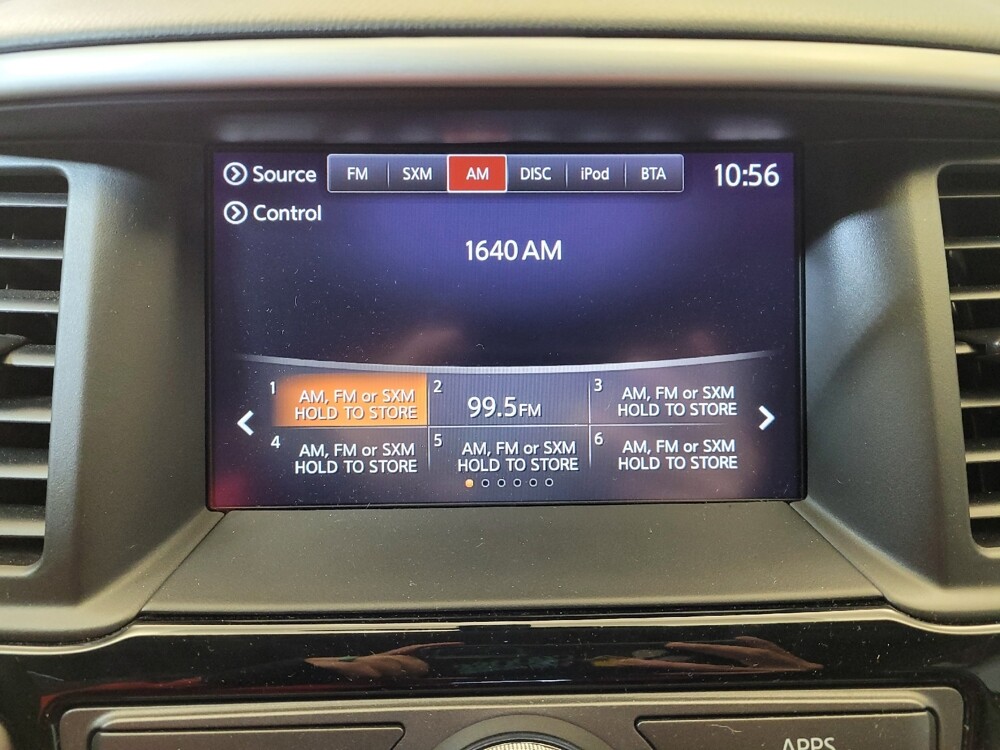 Source FM SXM AM DISC iPod BTA 10:56
Control
1640 AM
1 AM, FM or SXM HOLD TO STORE
2 99.5 FM
3 AM, FM or SXM HOLD TO STORE
4 AM, FM or SXM HOLD TO STORE
5 AM, FM or SXM HOLD TO STORE
6 AM, FM or SXM HOLD TO STORE
APPS